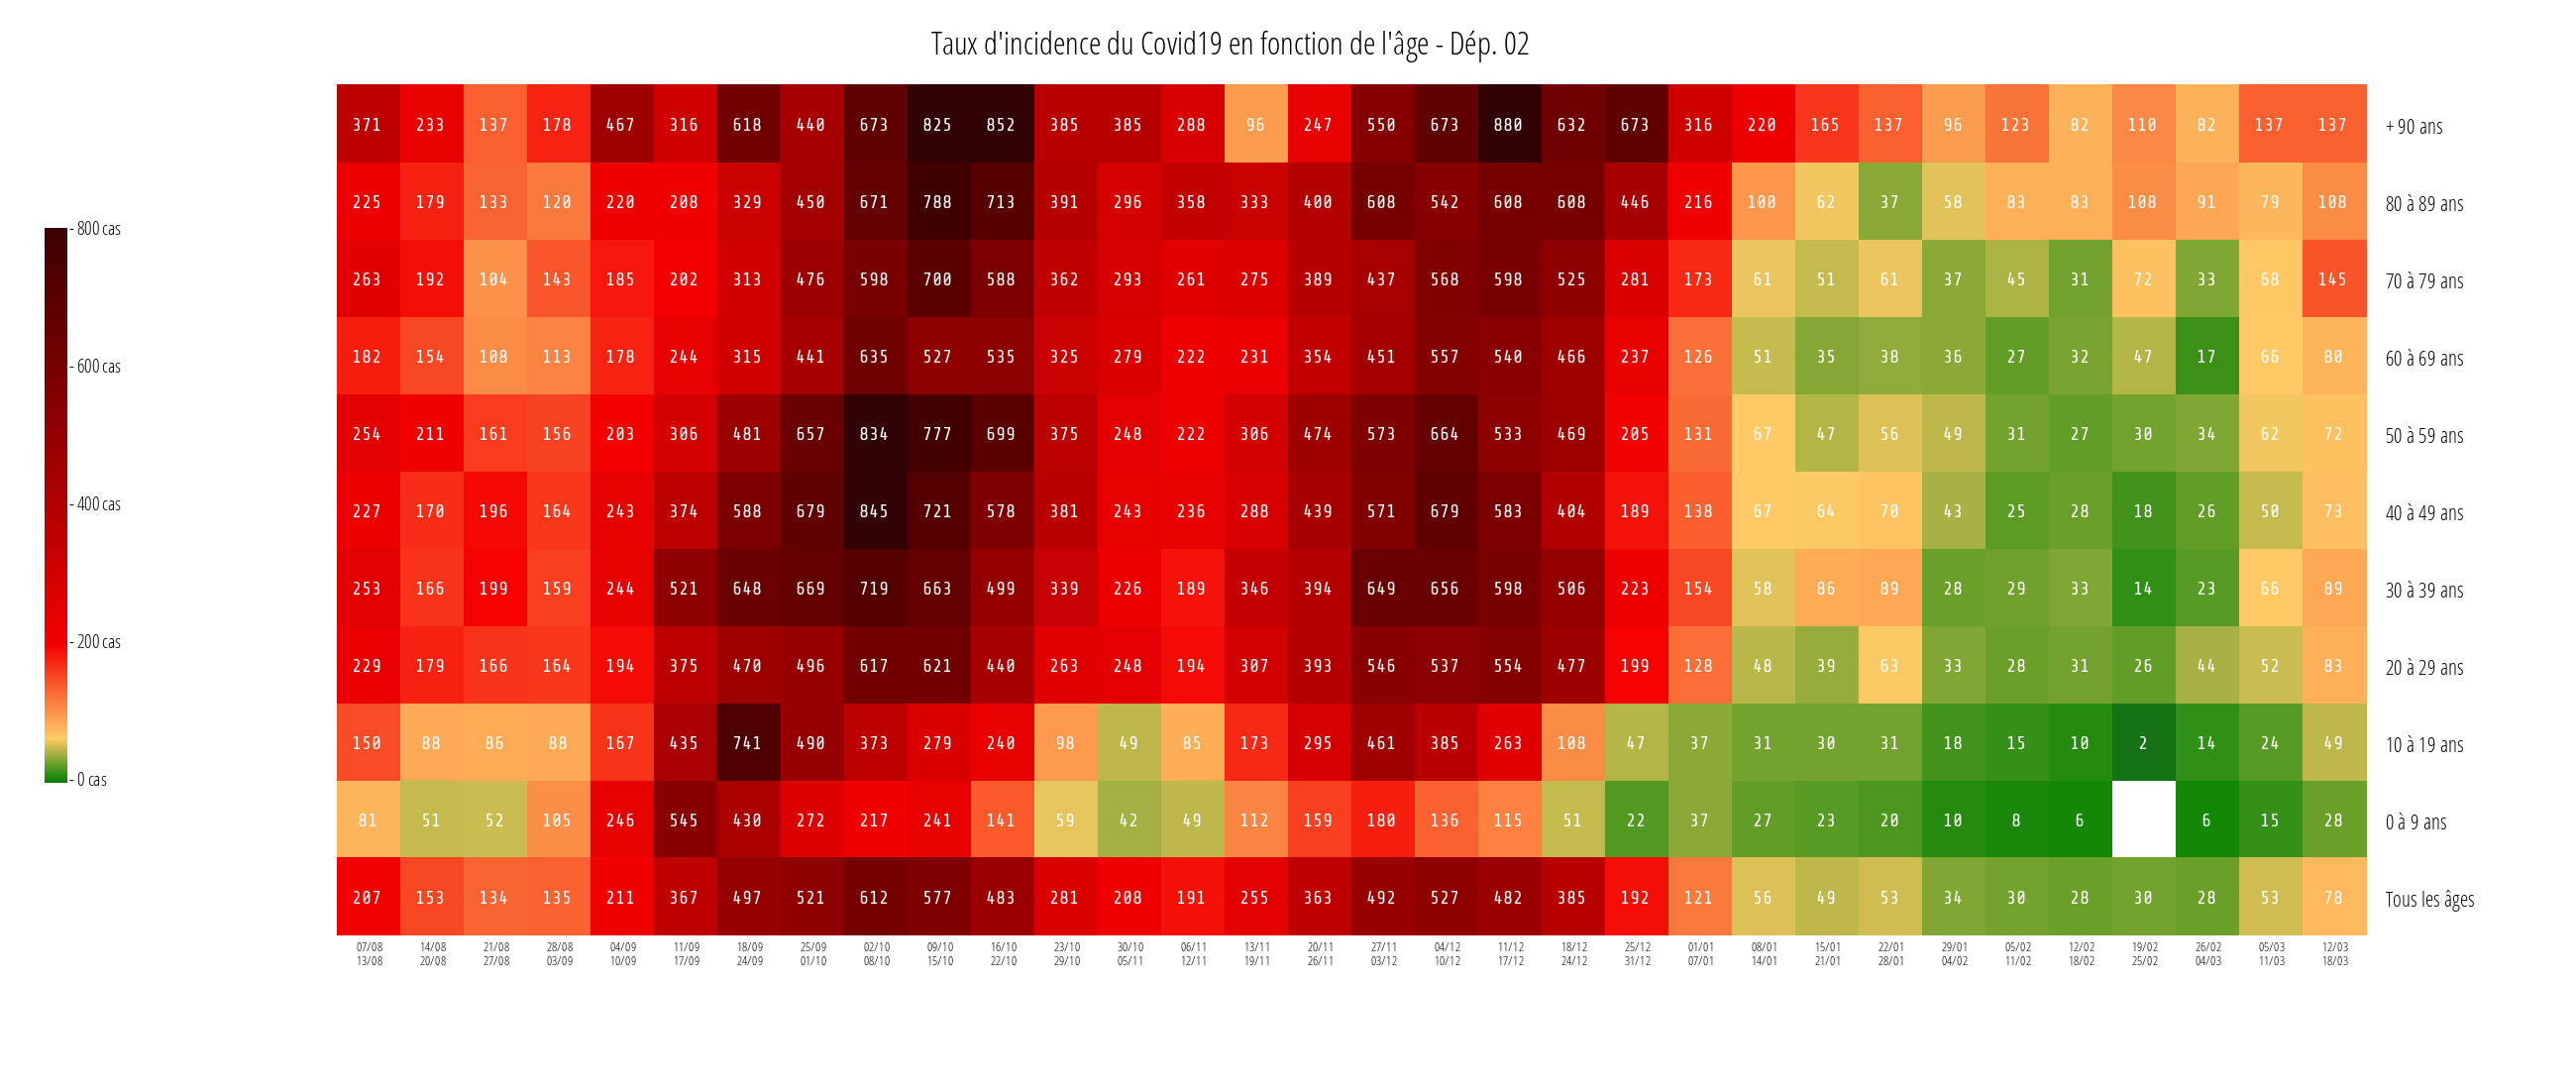 Taux d'incidence du Covid19 en fonction de l'âge - Dép. 02
- 800 cas
- 600 cas
- 400 cas
- 200 cas
- 0 cas
371 233 137 178 467 316 618 440 673 825 852 385 385 288 96 247 550 673 880 632 673 316 220 165 137 96 123 82 110 82 137 137 + 90 ans
225 179 133 120 220 208 329 450 671 788 713 391 296 358 333 400 608 542 608 608 446 216 100 62 37 58 83 83 108 91 79 108 80 à 89 ans
263 192 104 143 185 202 313 476 598 700 588 362 293 261 275 389 437 568 598 525 281 173 61 51 61 37 45 31 72 33 68 145 70 à 79 ans
182 154 108 113 178 244 315 441 635 527 535 325 279 222 231 354 451 557 540 466 237 126 51 35 38 36 27 32 47 17 66 80 60 à 69 ans
254 211 161 156 203 306 481 657 834 777 699 375 248 222 306 474 573 664 533 469 205 131 67 47 56 49 31 27 30 34 62 72 50 à 59 ans
227 170 196 164 243 374 588 679 845 721 578 381 243 236 288 439 571 679 583 404 189 138 67 64 70 43 25 28 18 26 50 73 40 à 49 ans
253 166 199 159 244 521 648 669 719 663 499 339 226 189 346 394 649 656 598 506 223 154 58 86 89 28 29 33 14 23 66 89 30 à 39 ans
229 179 166 164 194 375 470 496 617 621 440 263 248 194 307 393 546 537 554 477 199 128 48 39 63 33 28 31 26 44 52 83 20 à 29 ans
150 88 86 88 167 435 741 490 373 279 240 98 49 85 173 295 461 385 263 108 47 37 31 30 31 18 15 10 2 14 24 49 10 à 19 ans
81 51 52 105 246 545 430 272 217 241 141 59 42 49 112 159 180 136 115 51 22 37 27 23 20 10 8 6 6 15 28 0 à 9 ans
207 153 134 135 211 367 497 521 612 577 483 281 208 191 255 363 492 527 482 385 192 121 56 49 53 34 30 28 30 28 53 78 Tous les âges
07/08 14/08 21/08 28/08 04/09 11/09 18/09 25/09 02/10 09/10 16/10 23/10 30/10 06/11 13/11 20/11 27/11 04/12 11/12 18/12 25/12 01/01 08/01 15/01 22/01 29/01 05/02 12/02 19/02 26/02 05/03 12/03
13/08 20/08 27/08 03/09 10/09 17/09 24/09 01/10 08/10 15/10 22/10 29/10 05/11 12/11 19/11 26/11 03/12 10/12 17/12 24/12 31/12 07/01 14/01 21/01 28/01 04/02 11/02 18/02 25/02 04/03 11/03 18/03